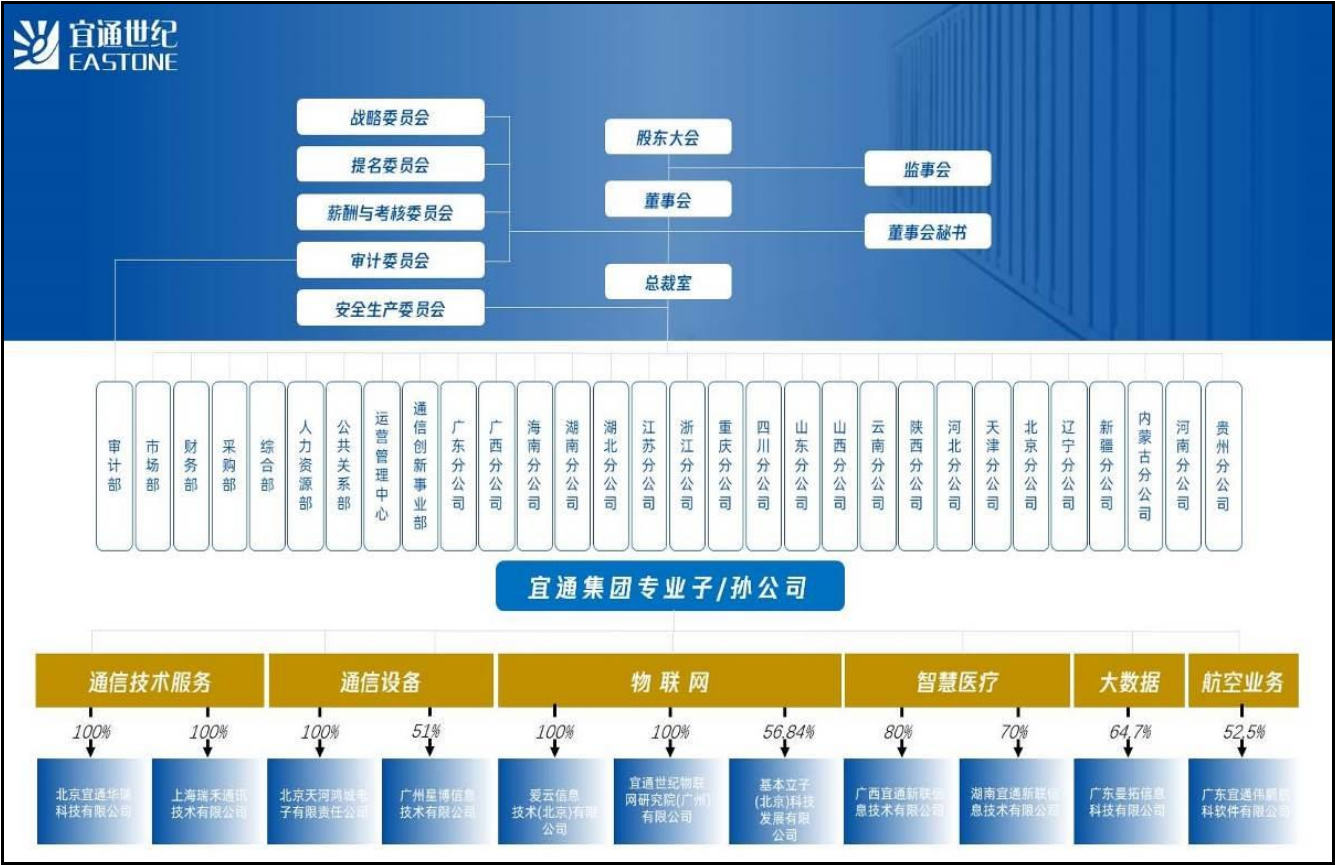 宜通世纪
EASTONE
战略委员会
提名委员会
薪酬与考核委员会
审计委员会
安全生产委员会
股东大会
董事会
总裁室
监事会
董事会秘书
审计部
市场部
财务部
采购部
综合部
人力资源部
公共关系部
运营管理中心
通信创新事业部
广东分公司
广西分公司
海南分公司
湖南分公司
湖北分公司
江苏分公司
浙江分公司
重庆分公司
四川分公司
山东分公司
山西分公司
云南分公司
陕西分公司
河北分公司
天津分公司
北京分公司
辽宁分公司
新疆分公司
内蒙古分公司
河南分公司
贵州分公司
宜通集团专业子/孙公司
通信技术服务
通信设备
物联网
智慧医疗
大数据
航空业务
100%
100%
100%
51%
100%
100%
56.84%
80%
70%
64.7%
52.5%
北京宜通华瑞
科技有限公司
上海瑞禾通讯
技术有限公司
北京天河鸿城电
子有限责任公司
广州星博信息
技术有限公司
爱云信息
技术(北京)有限
公司
宜通世纪物联
网研究院(广州)
有限公司
基本立子
(北京)科技
发展有限
公司
广西宜通新联信
息技术有限公司
湖南宜通新联信
息技术有限公司
广东曼拓信息
科技有限公司
广东宜通伟鹏航
科软件有限公司